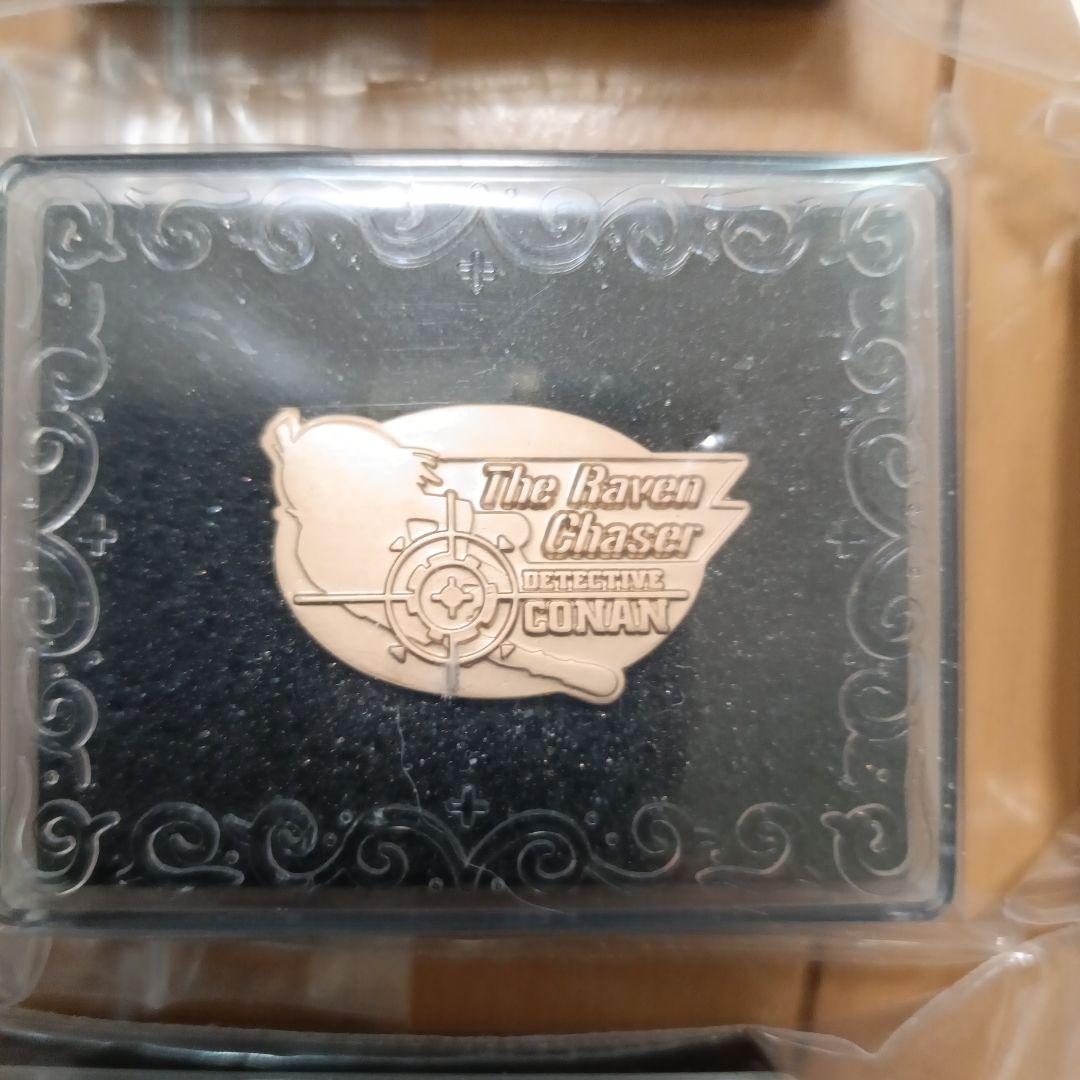 The Raven
Chaser
DETECTIVE
CONAN